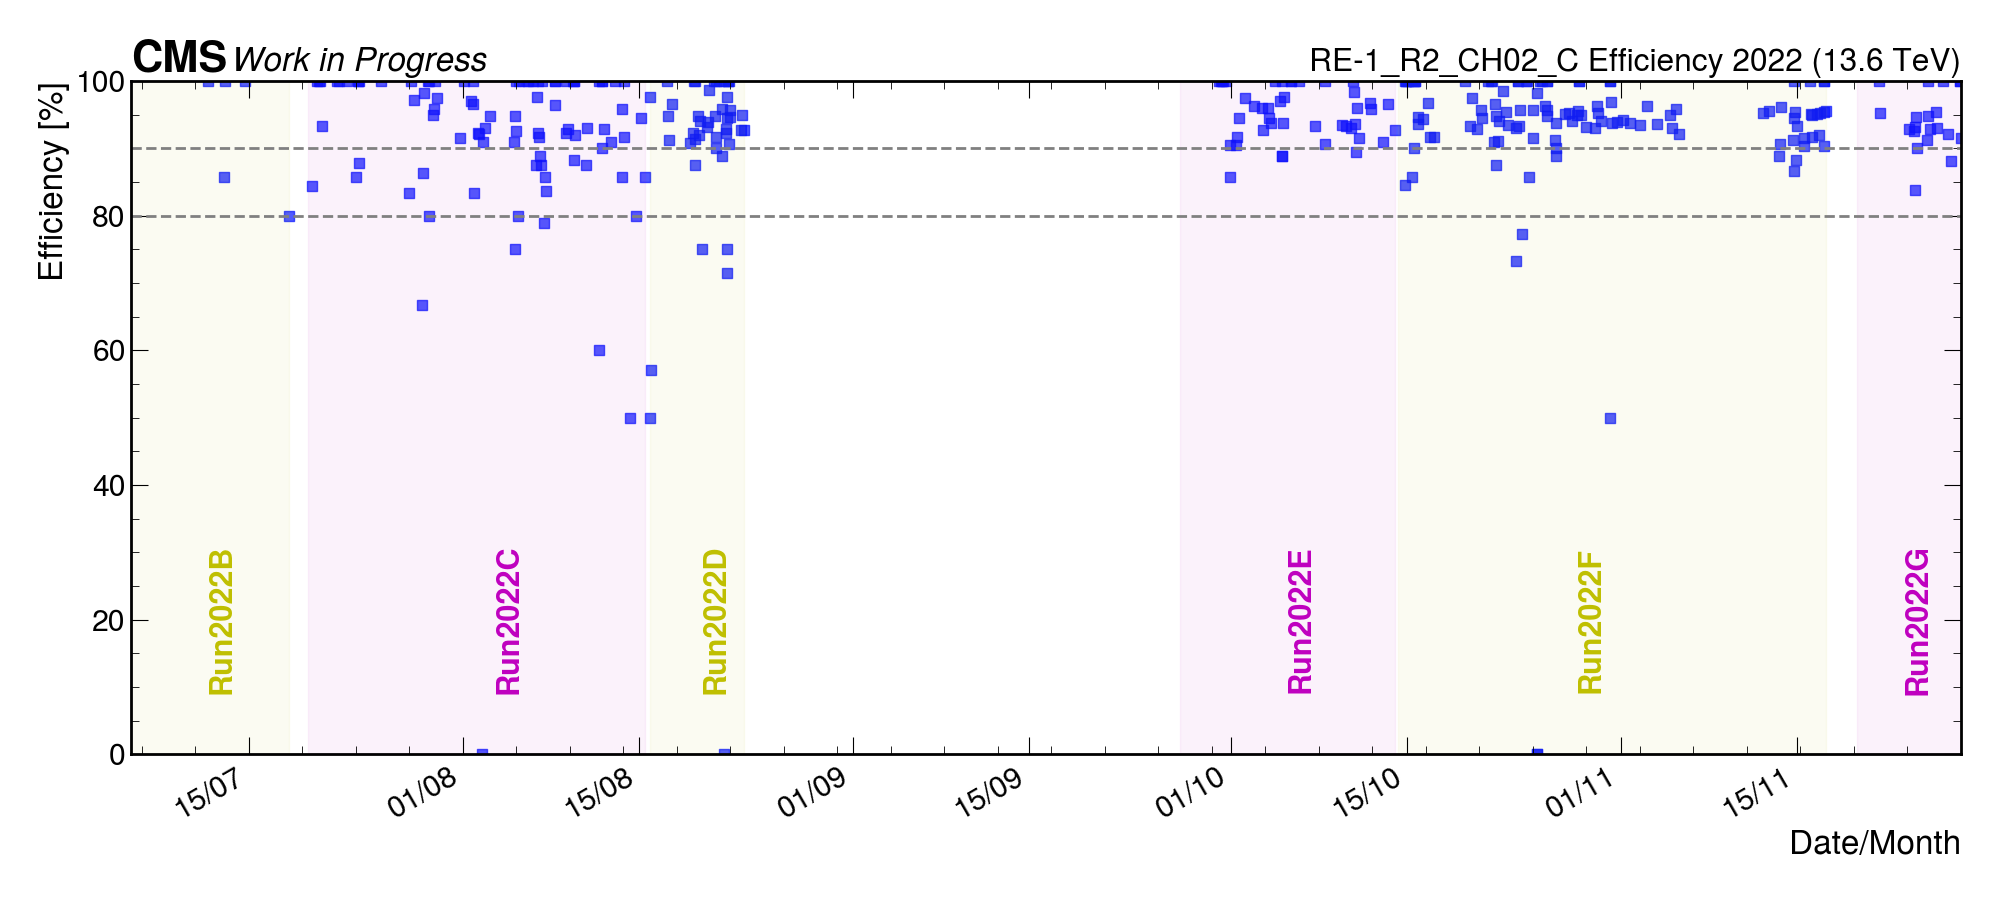 CMS Work in Progress
RE-1_R2_CH02_C Efficiency 2022 (13.6 TeV)
Efficiency [%]
100
80
60
40
20
0
Run2022B
Run2022C
Run2022D
Run2022E
Run2022F
Run2022G
15/07
01/08
15/08
01/09
15/09
01/10
15/10
01/11
15/11
Date/Month